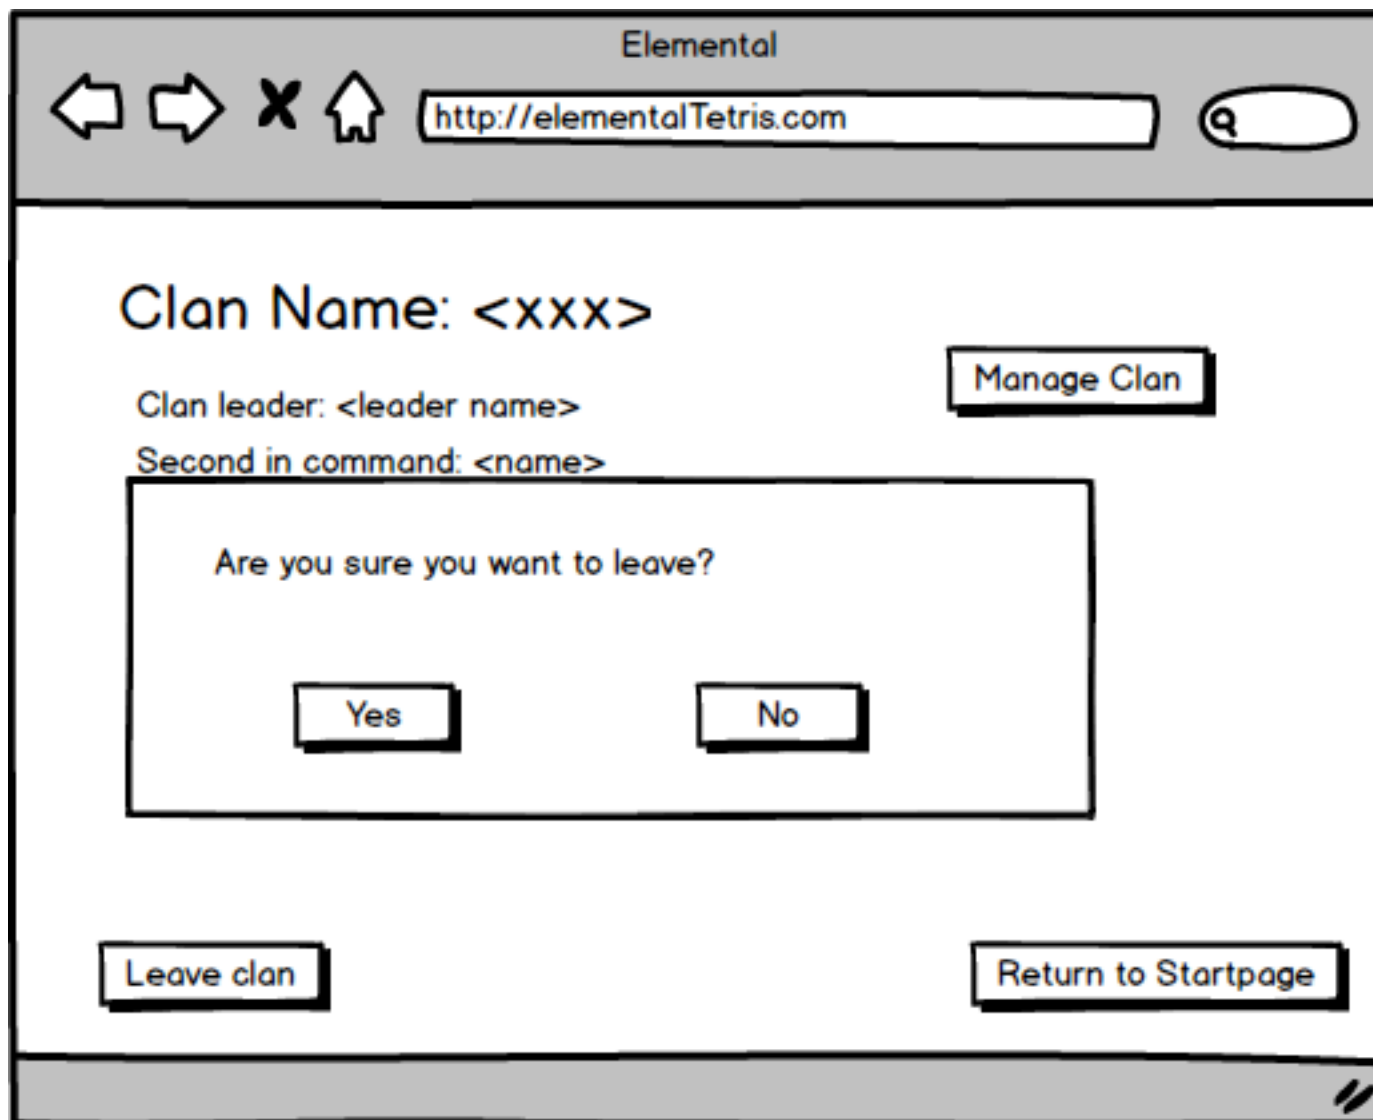 Elemental
http://elementalTetris.com
Clan Name: <xxx>
Manage Clan
Clan leader: <leader name>
Second in command: <name>
Are you sure you want to leave?
Yes
No
Leave clan
Return to Startpage